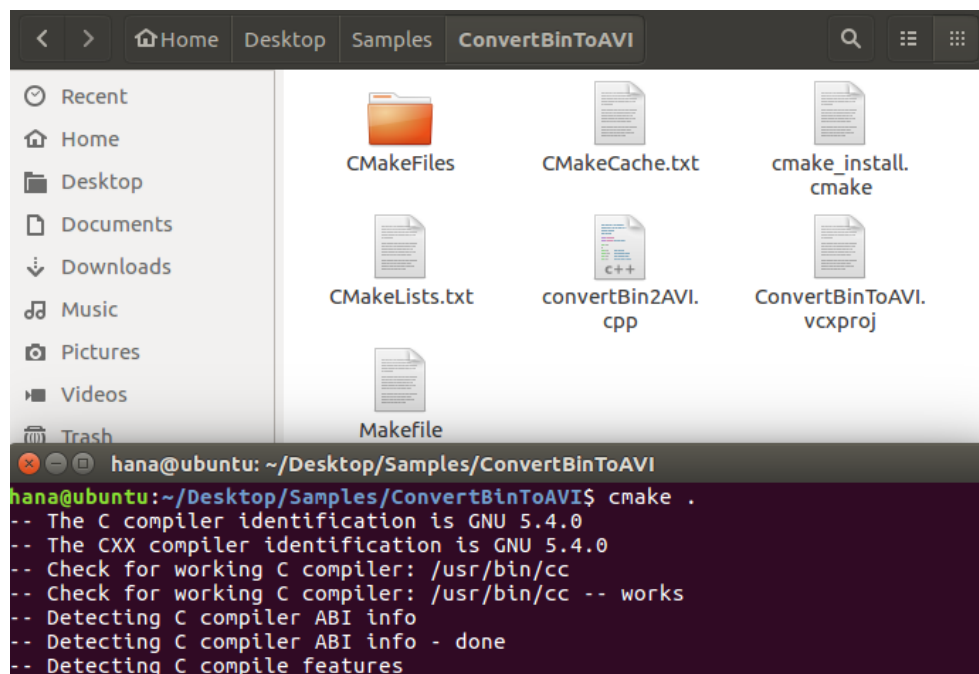 Home Desktop Samples ConvertBinToAVI
Recent
Home
Desktop
Documents
Downloads
Music
Pictures
Videos
Trash
CMakeFiles
CMakeCache.txt
cmake_install.
cmake
CMakeLists.txt
c++
convertBin2AVI.
cpp
ConvertBinToAVI.
vcxproj
Makefile
hana@ubuntu: ~/Desktop/Samples/ConvertBinToAVI
hana@ubuntu:~/Desktop/Samples/ConvertBinToAVI$ cmake .
-- The C compiler identification is GNU 5.4.0
-- The CXX compiler identification is GNU 5.4.0
-- Check for working C compiler: /usr/bin/cc
-- Check for working C compiler: /usr/bin/cc -- works
-- Detecting C compiler ABI info
-- Detecting C compiler ABI info - done
-- Detecting C compile features